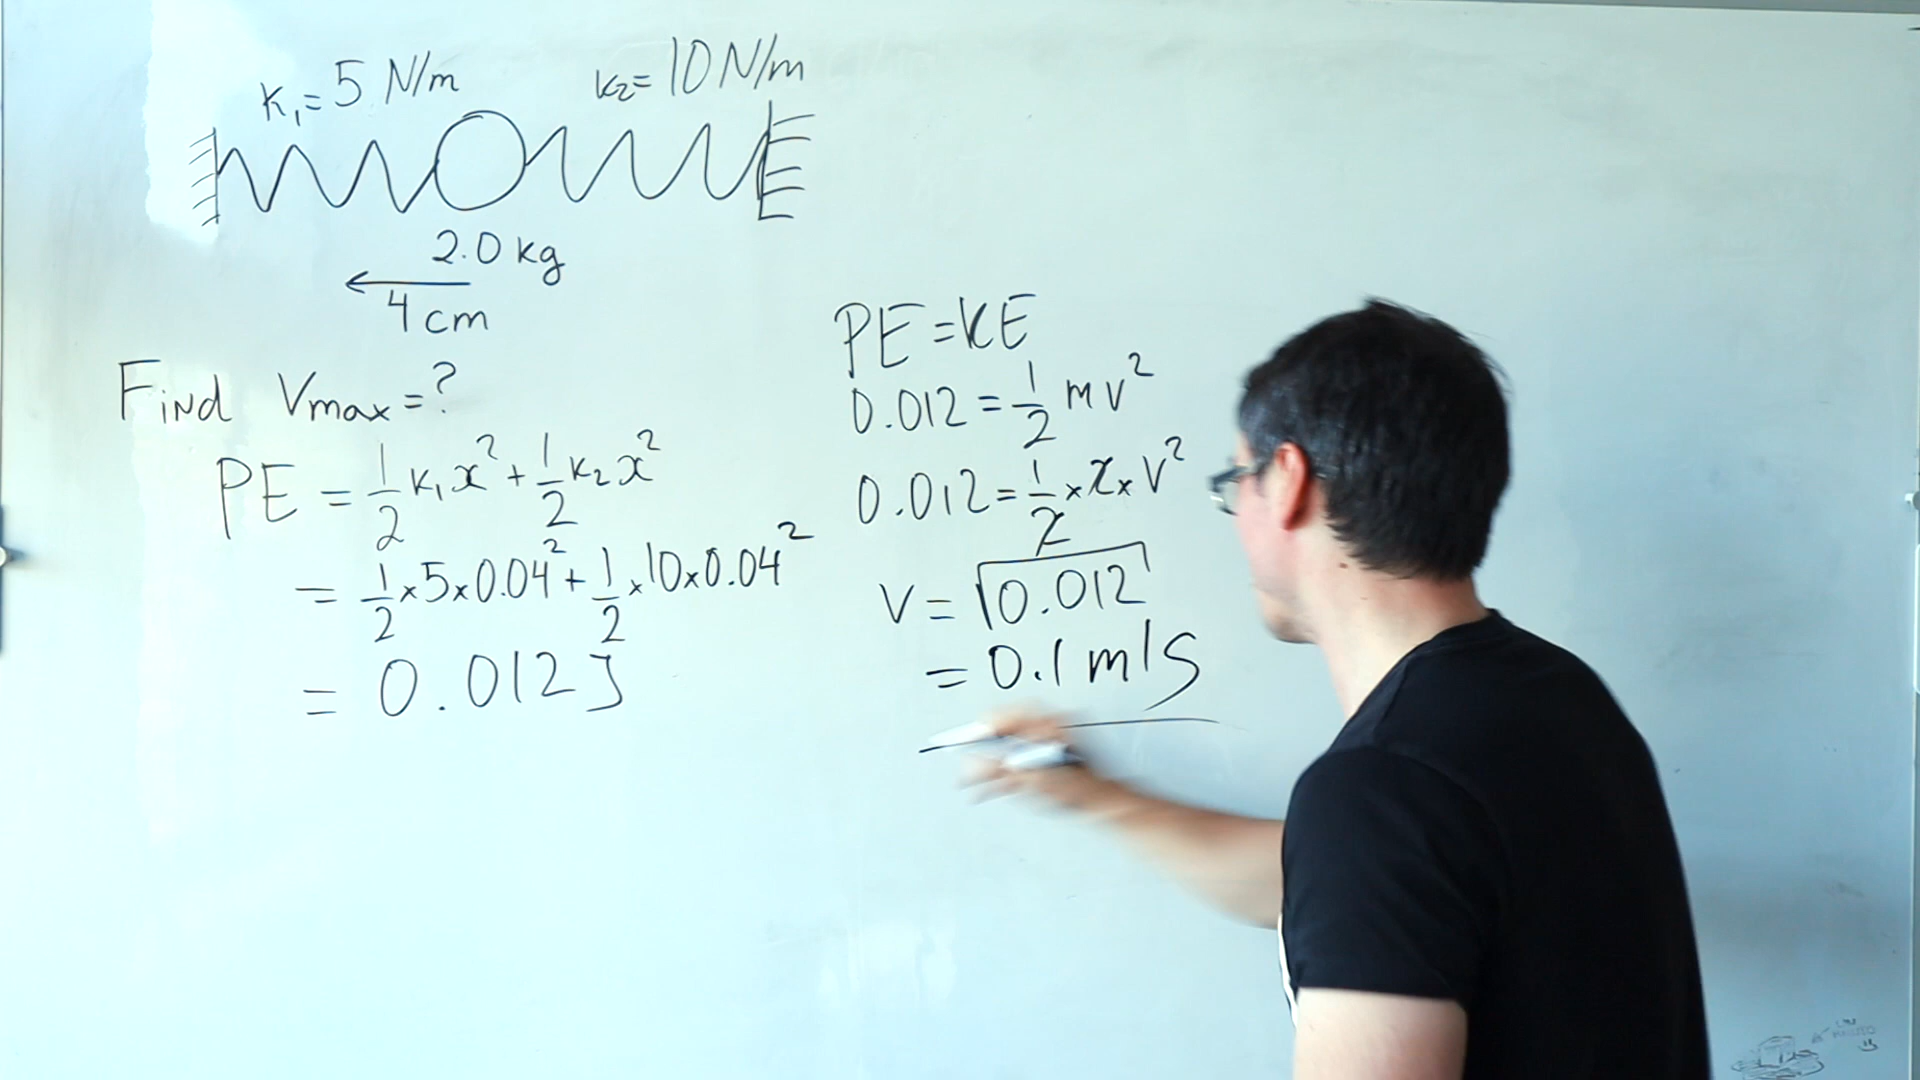 K₁=5 N/m
K₂=10 N/m
2.0 kg
4 cm
Find Vmax=?
PE = 1/2 K₁x² + 1/2 K₂x²
= 1/2 × 5 × 0.04² + 1/2 × 10 × 0.04²
= 0.012 J
PE = KE
0.012 = 1/2 m v²
0.012 = 1/2 × 2 × V²
V = √0.012
= 0.1 m/s